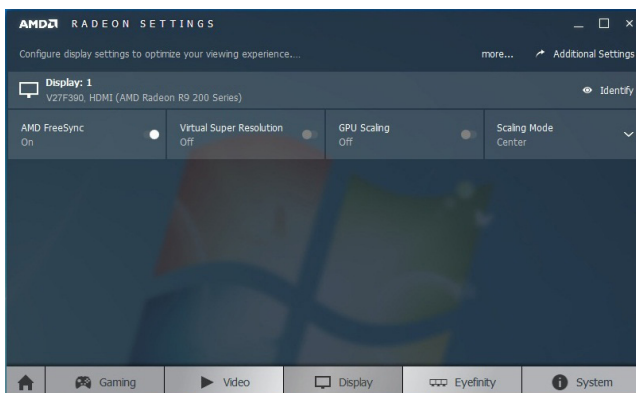 AMD RADEON SETTINGS
Configure display settings to optimize your viewing experience.... more... Additional Settings
Display: 1
V27F390, HDMI (AMD Radeon R9 200 Series) Identify
AMD FreeSync Virtual Super Resolution GPU Scaling Scaling Mode
On Off Off Center
Gaming Video Display Eyefinity System